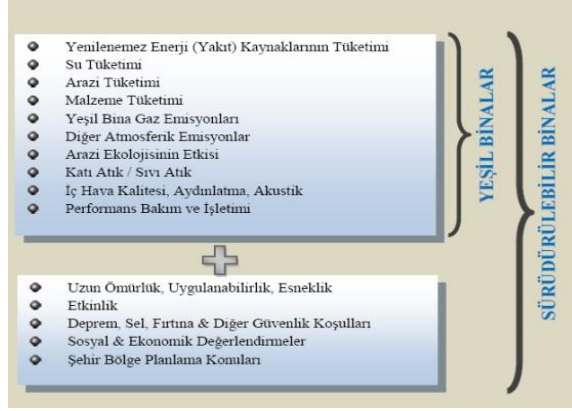 Yenilenemez Enerji (Yakıt) Kaynaklarının Tüketimi
Su Tüketimi
Arazi Tüketimi
Malzeme Tüketimi
Yeşil Bina Gaz Emisyonları
Diğer Atmosferik Emisyonlar
Arazi Ekolojisinin Etkisi
Katı Atık / Sıvı Atık
İç Hava Kalitesi, Aydınlatma, Akustik
Performans Bakım ve İşletimi
YEŞİL BİNALAR
Uzun Ömürlük, Uygulanabilirlik, Esneklik
Etkinlik
Deprem, Sel, Fırtına & Diğer Güvenlik Koşulları
Sosyal & Ekonomik Değerlendirmeler
Şehir Bölge Planlama Konuları
SÜRÜDÜRÜLEBİLİR BİNALAR